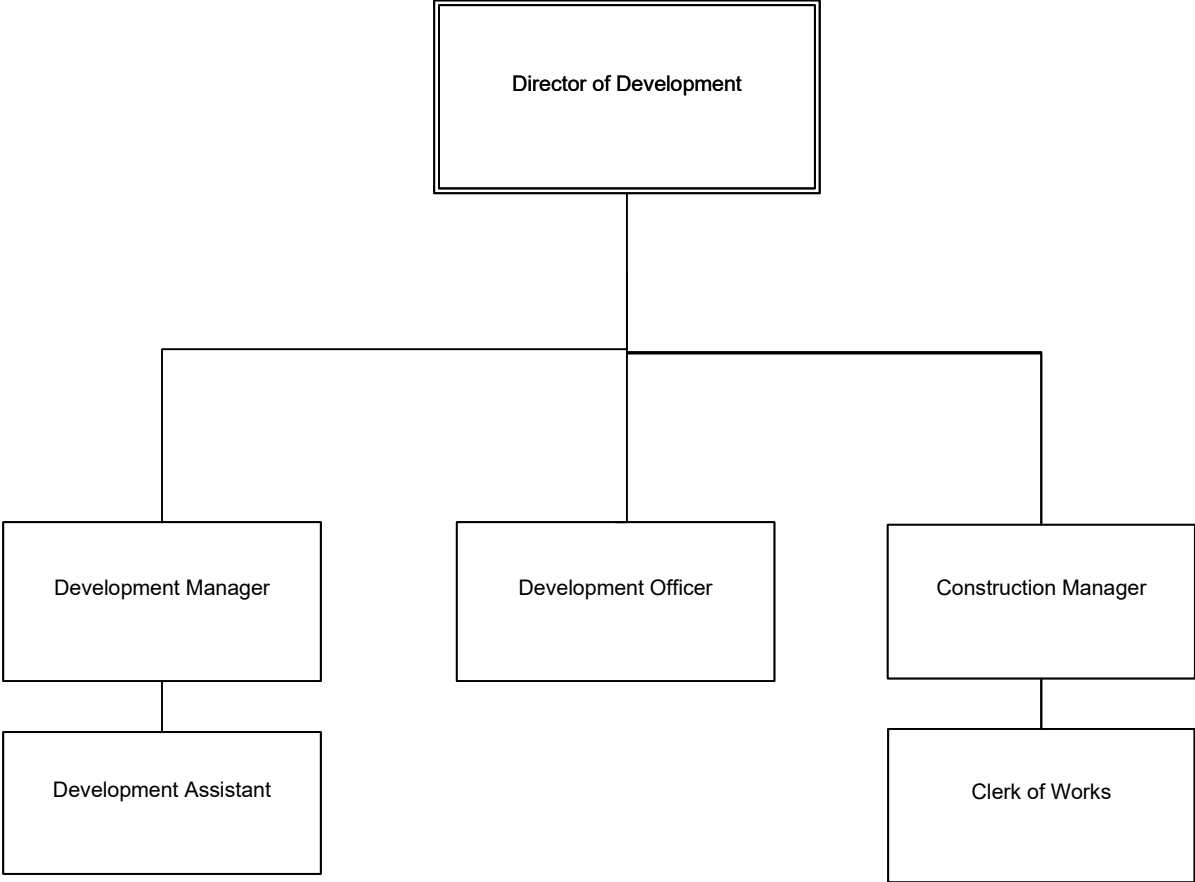 Director of Development
Development Manager
Development Officer
Construction Manager
Development Assistant
Clerk of Works